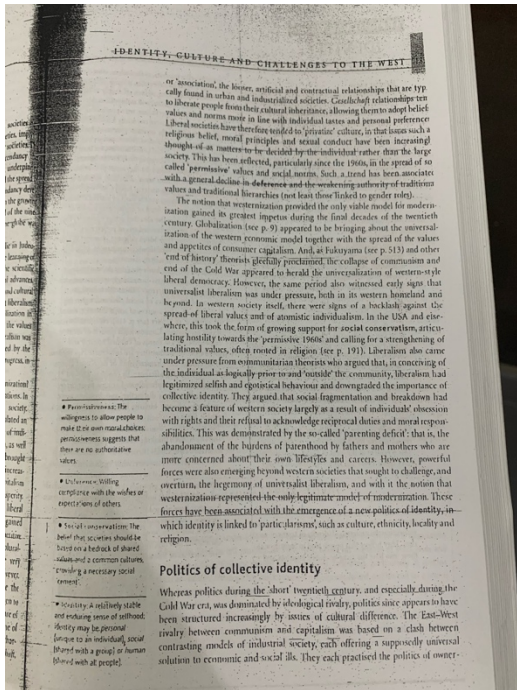 IDENTITY, CULTURE AND CHALLENGES TO THE WEST
or 'association', the looser, artificial and contractual relationships that are typ
cally found in urban and industrialized societies. Gesellschaft relationships ten
to liberate people from their cultural inheritance, allowing them to adopt belief
values and norms more in line with individual tastes and personal preference
Liberal societies have therefore tended to 'privatize' culture, in that issues such a
religious belief, moral principles and sexual conduct have been increasingl
thought of as matters to be decided by the individual rather than the large
society. This has been reflected, particularly since the 1960s, in the spread of so
called 'permissive' values and social norms. Such a trend has been associated
with a general decline in deference and the weakening authority of traditiona
values and traditional hierarchies (not least those linked to gender roles).
The notion that westernization provided the only viable model for modern-
ization gained its greatest impetus during the final decades of the twentieth
century. Globalization (see p. 9) appeared to be bringing about the universal-
ization of the western economic model together with the spread of the values
and appetites of consumer capitalism. And, as Fukuyama (see p. 513) and other
'end of history' theorists gleefully proclaimed, the collapse of communism and
end of the Cold War appeared to herald the universalization of western-style
liberal democracy. However, the same period also witnessed early signs that
universalist liberalism was under pressure, both in its western homeland and
beyond. In western society itself, there were signs of a backlash against the
spread of liberal values and of atomistic individualism. In the USA and else-
where, this took the form of growing support for social conservatism, articu-
lating hostility towards the 'permissive 1960s' and calling for a strengthening of
traditional values, often rooted in religion (see p. 191). Liberalism also came
under pressure from communitarian theorists who argued that, in conceiving of
the individual as logically prior to and 'outside' the community, liberalism had
legitimized selfish and egotistical behaviour and downgraded the importance of
collective identity. They argued that social fragmentation and breakdown had
become a feature of western society largely as a result of individuals' obsession
with rights and their refusal to acknowledge reciprocal duties and moral respon-
sibilities. This was demonstrated by the so-called 'parenting deficit': that is, the
abandonment of the burdens of parenthood by fathers and mothers who are
more concerned about their own lifestyles and careers. However, powerful
forces were also emerging beyond western societies that sought to challenge, and
overturn, the hegemony of universalist liberalism, and with it the notion that
westernization represented the only legitimate model of modernization. These
forces have been associated with the emergence of a new politics of identity, in
which identity is linked to 'particularisms', such as culture, ethnicity, locality and
religion.
Politics of collective identity
Whereas politics during the 'short' twentieth century, and especially during the
Cold War era, was dominated by ideological rivalry, politics since appears to have
been structured increasingly by issues of cultural difference. The East–West
rivalry between communism and capitalism was based on a clash between
contrasting models of industrial society, each offering a supposedly universal
solution to economic and social ills. They each practised the politics of owner-
• Permissiveness: The
willingness to allow people to
make their own moral choices;
permissiveness suggests that
there are no authoritative
values.
• Deference: Willing
compliance with the wishes or
expectations of others.
• Social conservatism: The
belief that societies should be
based on a bedrock of shared
values and a common cultures,
providing a necessary social
'cement'.
• Identity: A relatively stable
and enduring sense of selfhood;
identity may be personal
(unique to an individual), social
(shared with a group) or human
(shared with all people).